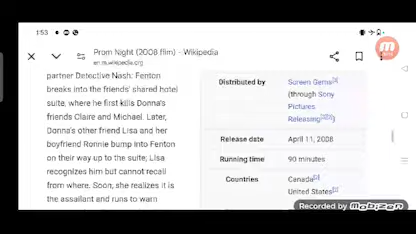 1:53
Prom Night (2008 film) - Wikipedia
en.m.wikipedia.org
partner Detective Nash: Fenton
breaks into the friends' shared hotel
suite, where he first kills Donna's
friends Claire and Michael. Later,
Donna's other friend Lisa and her
boyfriend Ronnie bump into Fenton
on their way up to the suite; Lisa
recognizes him but cannot recall
from where. Soon, she realizes it is
the assailant and runs to warn
Distributed by
Screen Gems
(through Sony
Pictures
Releasing
Release date
April 11, 2008
Running time
90 minutes
Countries
Canada
United States
Recorded by Mobizen